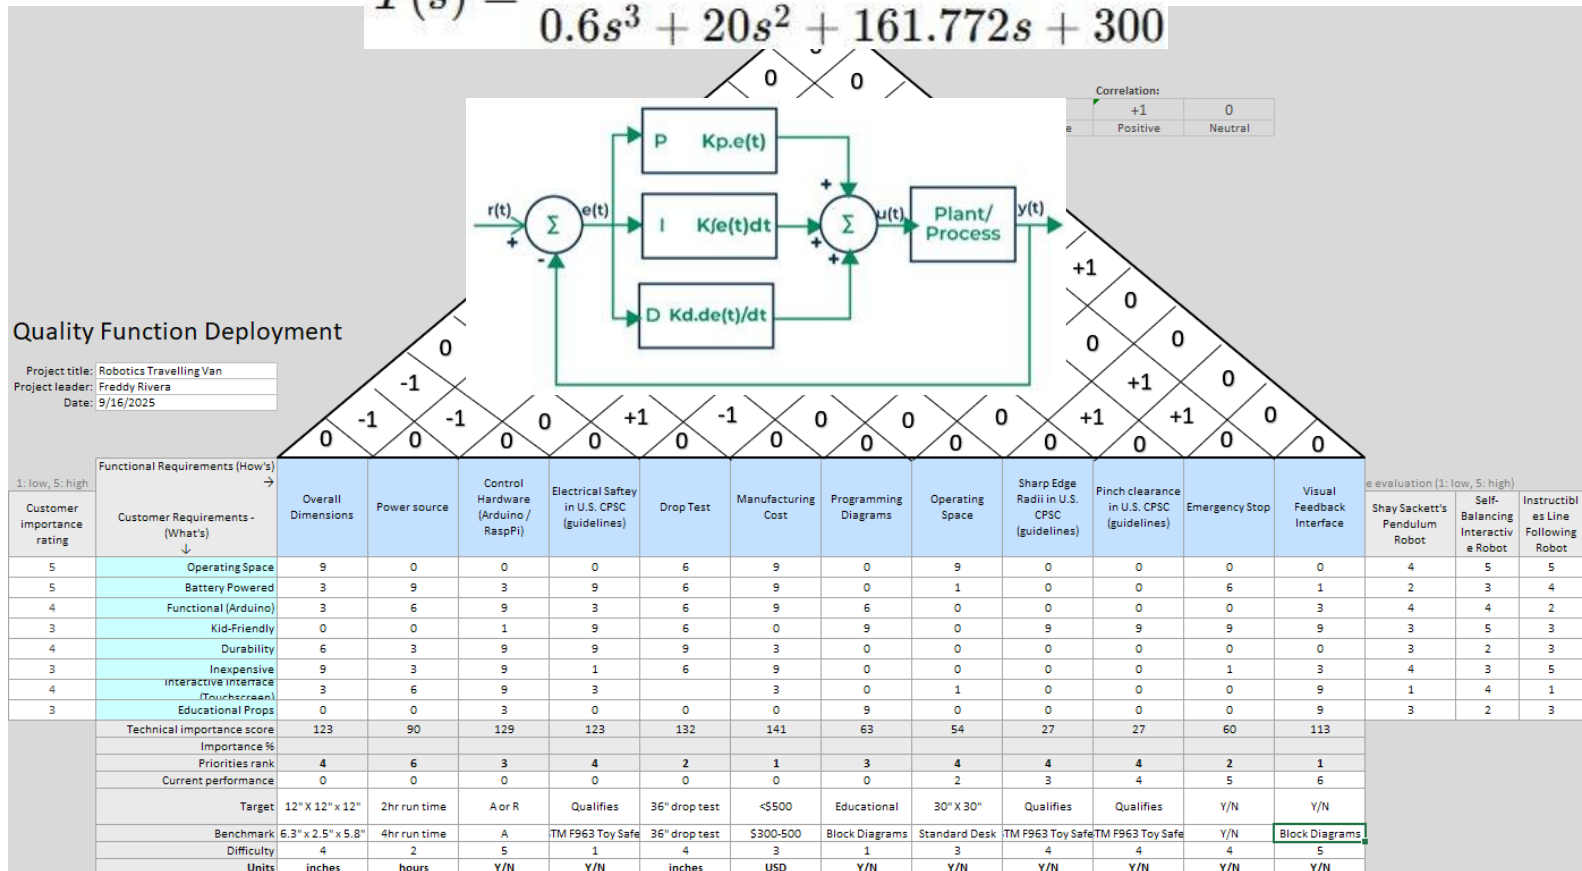 0.6s³ + 20s² + 161.772s + 300
0 0
Correlation:
+1 0
Positive Neutral
P Kp.e(t)
r(t) Σ e(t) I K∫e(t)dt Σ u(t) Plant/ Process y(t)
+ - + + +
D Kd.de(t)/dt
+1
0
0 0 0
-1 +1 0
-1 -1 0 +1 -1 0 0 0 +1 +1 0
0 0 0 0 0 0 0 0 0 0 0 0
Quality Function Deployment
Project title: Robotics Travelling Van
Project leader: Freddy Rivera
Date: 9/16/2025
1: low, 5: high
Customer importance rating
Functional Requirements (How's) →
Customer Requirements - (What's) ↓
Overall Dimensions
Power source
Control Hardware (Arduino / RaspPi)
Electrical Saftey in U.S. CPSC (guidelines)
Drop Test
Manufacturing Cost
Programming Diagrams
Operating Space
Sharp Edge Radii in U.S. CPSC (guidelines)
Pinch clearance in U.S. CPSC (guidelines)
Emergency Stop
Visual Feedback Interface
e evaluation (1: low, 5: high)
Shay Sackett's Pendulum Robot
Self-Balancing Interactiv e Robot
Instructibl es Line Following Robot
5 Operating Space 9 0 0 0 6 9 0 9 0 0 0 0 4 5 5
5 Battery Powered 3 9 3 9 6 9 0 1 0 0 6 1 2 3 4
4 Functional (Arduino) 3 6 9 3 6 9 6 0 0 0 0 3 4 4 2
3 Kid-Friendly 0 0 1 9 6 0 9 0 9 9 9 9 3 5 3
4 Durability 6 3 9 9 9 3 0 0 0 0 0 0 3 2 3
3 Inexpensive 9 3 9 1 6 9 0 0 0 0 1 3 4 3 5
4 Interactive Interface (Touchscreen) 3 6 9 3 3 0 1 0 0 0 9 1 4 1
3 Educational Props 0 0 3 0 0 0 9 0 0 0 0 9 3 2 3
Technical importance score 123 90 129 123 132 141 63 54 27 27 60 113
Importance %
Priorities rank 4 6 3 4 2 1 3 4 4 4 2 1
Current performance 0 0 0 0 0 0 0 2 3 4 5 6
Target 12" X 12" x 12" 2hr run time A or R Qualifies 36" drop test <$500 Educational 30" X 30" Qualifies Qualifies Y/N Y/N
Benchmark 6.3" x 2.5" x 5.8" 4hr run time A TM F963 Toy Safe 36" drop test $300-500 Block Diagrams Standard Desk TM F963 Toy Safe TM F963 Toy Safe Y/N Block Diagrams
Difficulty 4 2 5 1 4 3 1 3 4 4 4 5
Units inches hours Y/N Y/N inches USD Y/N Y/N Y/N Y/N Y/N Y/N